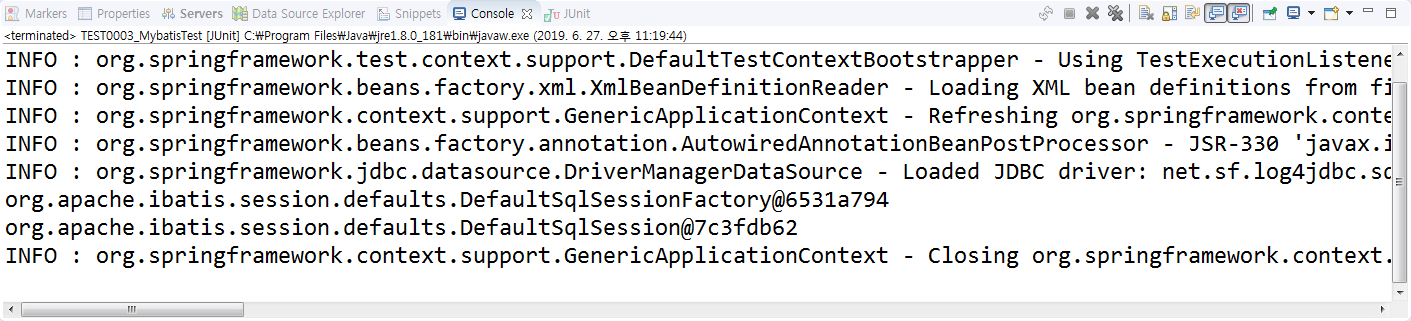 Markers Properties Servers Data Source Explorer Snippets Console JUnit
<terminated> TEST0003_MybatisTest [JUnit] C:₩Program Files₩Java₩jre1.8.0_181₩bin₩javaw.exe (2019. 6. 27. 오후 11:19:44)
INFO : org.springframework.test.context.support.DefaultTestContextBootstrapper - Using TestExecutionListene
INFO : org.springframework.beans.factory.xml.XmlBeanDefinitionReader - Loading XML bean definitions from fi
INFO : org.springframework.context.support.GenericApplicationContext - Refreshing org.springframework.conte
INFO : org.springframework.beans.factory.annotation.AutowiredAnnotationBeanPostProcessor - JSR-330 'javax.i
INFO : org.springframework.jdbc.datasource.DriverManagerDataSource - Loaded JDBC driver: net.sf.log4jdbc.sq
org.apache.ibatis.session.defaults.DefaultSqlSessionFactory@6531a794
org.apache.ibatis.session.defaults.DefaultSqlSession@7c3fdb62
INFO : org.springframework.context.support.GenericApplicationContext - Closing org.springframework.context.